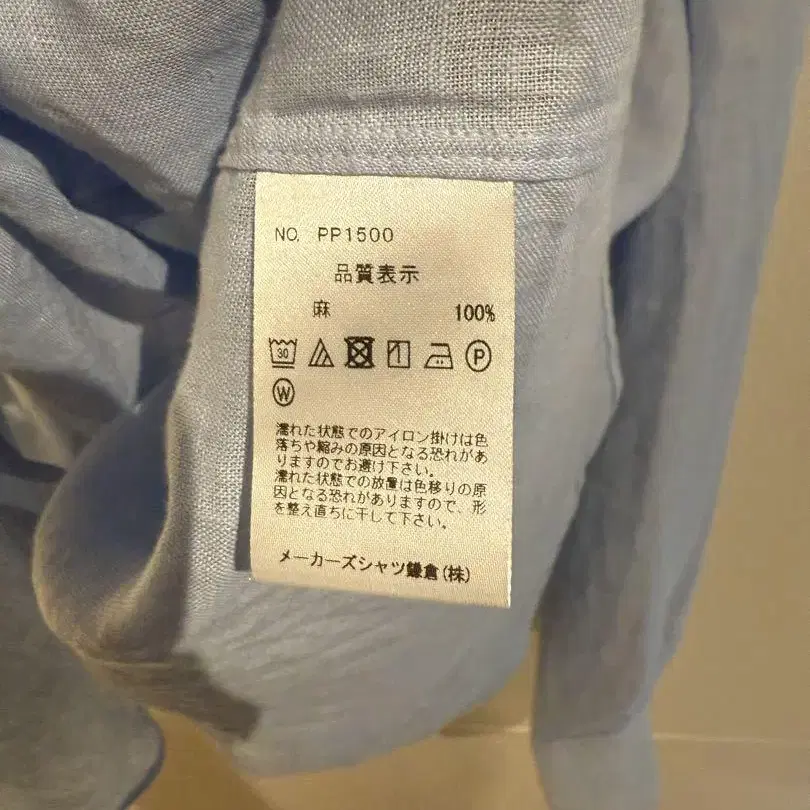 NO. PP1500
品質表示
麻 100%
30
P
W
濡れた状態でのアイロン掛けは色
落ちや縮みの原因となる恐れがあ
りますのでお避け下さい。
濡れた状態での放置は色移りの原
因となる恐れがありますので、形
を整え直ちに干して下さい。
メーカーズシャツ鎌倉(株)